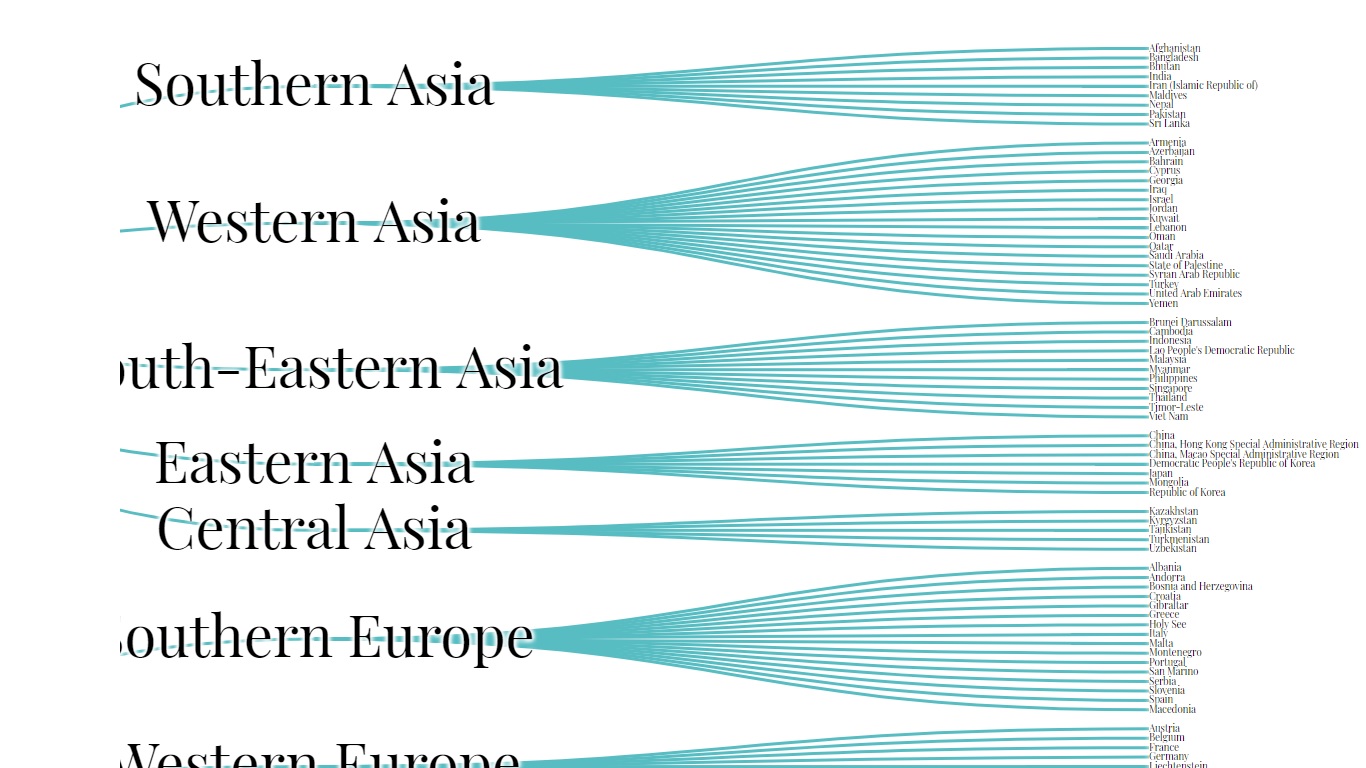 Southern Asia
Afghanistan
Bangladesh
Bhutan
India
Iran (Islamic Republic of)
Maldives
Nepal
Pakistan
Sri Lanka
Western Asia
Armenia
Azerbaijan
Bahrain
Cyprus
Georgia
Iraq
Israel
Jordan
Kuwait
Lebanon
Oman
Qatar
Saudi Arabia
State of Palestine
Syrian Arab Republic
Turkey
United Arab Emirates
Yemen
outh-Eastern Asia
Brunei Darussalam
Cambodia
Indonesia
Lao People's Democratic Republic
Malaysia
Myanmar
Philippines
Singapore
Thailand
Timor-Leste
Viet Nam
Eastern Asia
China
China, Hong Kong Special Administrative Region
China, Macao Special Administrative Region
Democratic People's Republic of Korea
Japan
Mongolia
Republic of Korea
Central Asia
Kazakhstan
Kyrgyzstan
Tajikistan
Turkmenistan
Uzbekistan
Southern Europe
Albania
Andorra
Bosnia and Herzegovina
Croatia
Gibraltar
Greece
Holy See
Italy
Malta
Montenegro
Portugal
San Marino
Serbia
Slovenia
Spain
Macedonia
Western Europe
Austria
Belgium
France
Germany
Liechtenstein